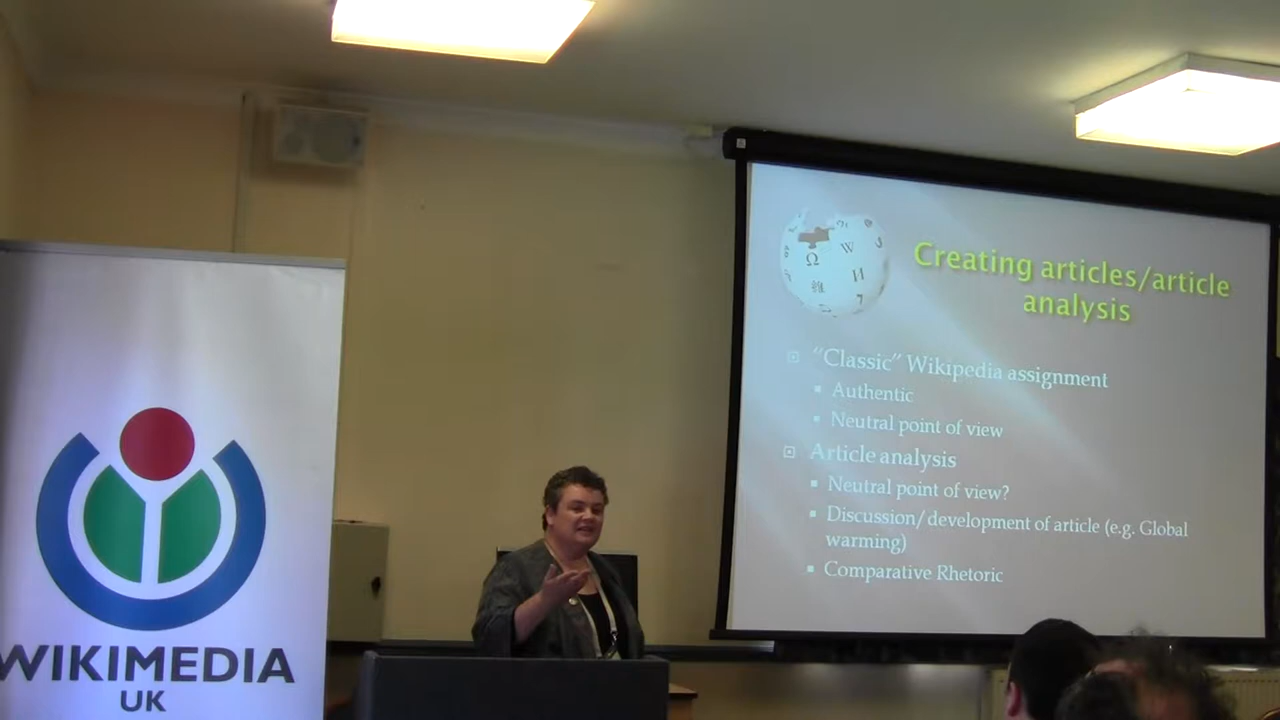 WIKIMEDIA
UK
Creating articles/article
analysis
"Classic" Wikipedia assignment
Authentic
Neutral point of view
Article analysis
Neutral point of view?
Discussion/development of article (e.g. Global
warming)
Comparative Rhetoric